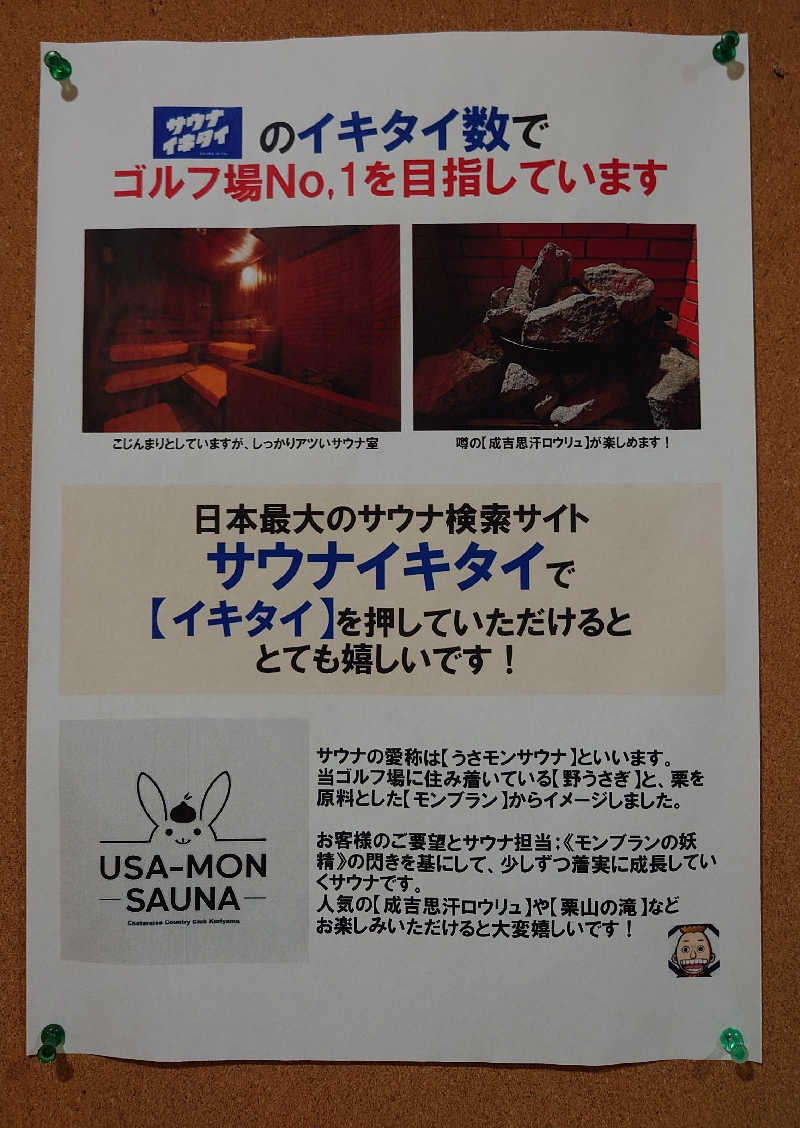 サウナ
イキタイ
のイキタイ数で
ゴルフ場No,1を目指しています
こじんまりとしていますが、しっかりアツいサウナ室
噂の【成吉思汗ロウリュ】が楽しめます！
日本最大のサウナ検索サイト
サウナイキタイで
【イキタイ】を押していただけると
とても嬉しいです！
USA-MON
SAUNA
Chateraise Country Club Kuriyama
サウナの愛称は【うさモンサウナ】といいます。
当ゴルフ場に住み着いている【野うさぎ】と、栗を
原料とした【モンブラン】からイメージしました。
お客様のご要望とサウナ担当；《モンブランの妖
精》の閃きを基にして、少しずつ着実に成長してい
くサウナです。
人気の【成吉思汗ロウリュ】や【栗山の滝】など
お楽しみいただけると大変嬉しいです！